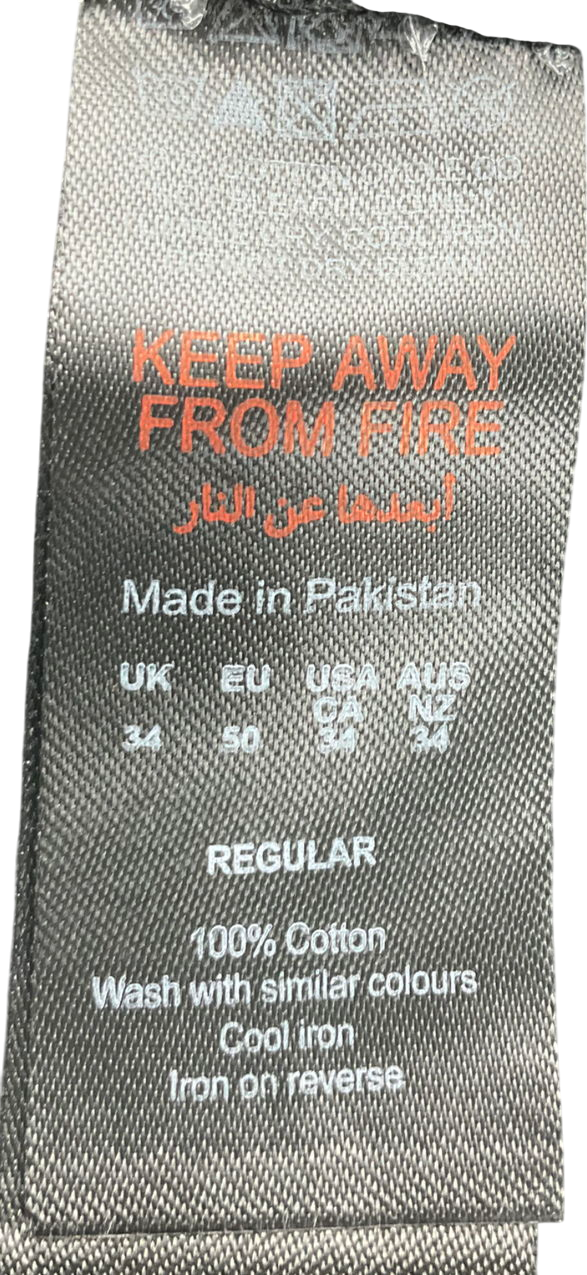 KEEP AWAY
FROM FIRE
أبعدها عن النار
Made in Pakistan
UK EU USA AUS
CA NZ
34 50 34 34
REGULAR
100% Cotton
Wash with similar colours
Cool iron
Iron on reverse